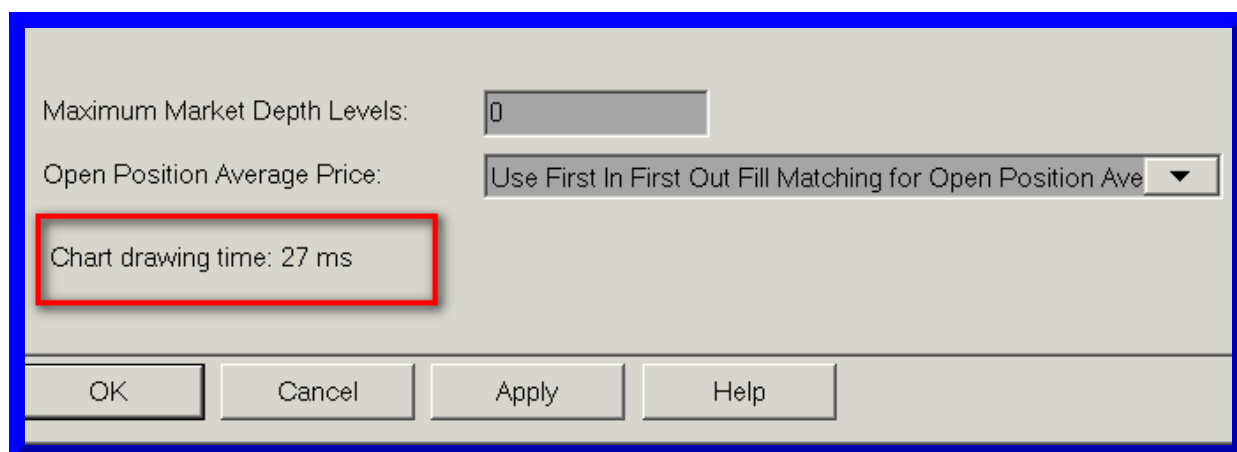 Maximum Market Depth Levels: 0
Open Position Average Price: Use First In First Out Fill Matching for Open Position Ave
Chart drawing time: 27 ms
OK Cancel Apply Help